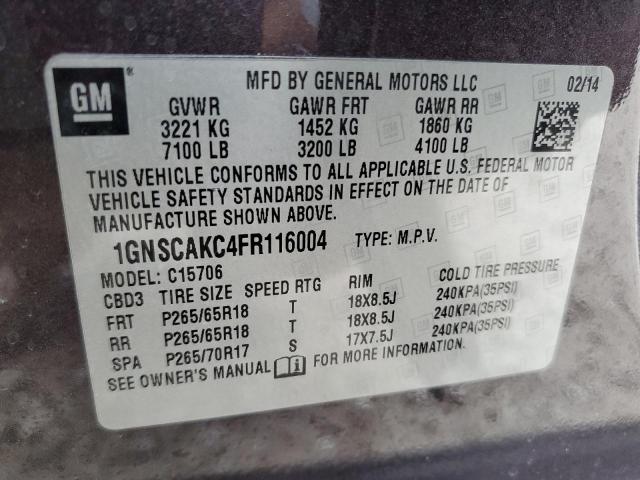 GM ® MFD BY GENERAL MOTORS LLC 02/14
GVWR GAWR FRT GAWR RR
3221 KG 1452 KG 1860 KG
7100 LB 3200 LB 4100 LB
THIS VEHICLE CONFORMS TO ALL APPLICABLE U.S. FEDERAL MOTOR
VEHICLE SAFETY STANDARDS IN EFFECT ON THE DATE OF
MANUFACTURE SHOWN ABOVE.
1GNSCAKC4FR116004 TYPE: M.P.V.
MODEL: C15706
CBD3 TIRE SIZE SPEED RTG RIM COLD TIRE PRESSURE
FRT P265/65R18 T 18X8.5J 240KPA(35PSI)
RR P265/65R18 T 18X8.5J 240KPA(35PSI)
SPA P265/70R17 S 17X7.5J 240KPA(35PSI)
SEE OWNER'S MANUAL FOR MORE INFORMATION.